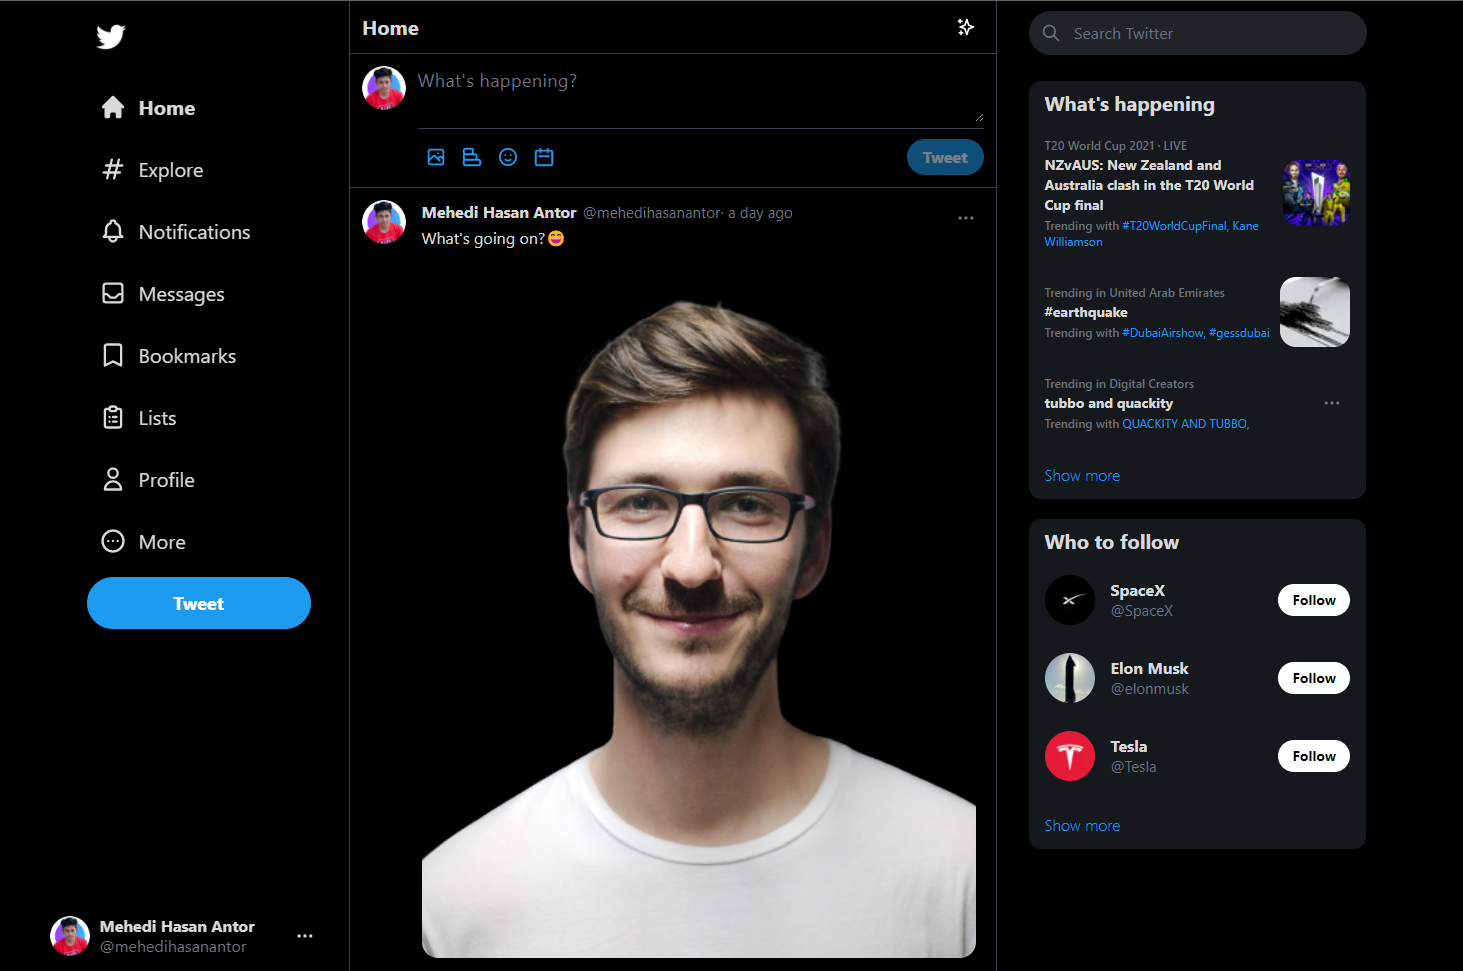 Home
Explore
Notifications
Messages
Bookmarks
Lists
Profile
More
Tweet
Mehedi Hasan Antor
@mehedihasanantor
Home
What's happening?
Tweet
Mehedi Hasan Antor @mehedihasanantor· a day ago
What's going on?😄
Search Twitter
What's happening
T20 World Cup 2021 · LIVE
NZvAUS: New Zealand and
Australia clash in the T20 World
Cup final
Trending with #T20WorldCupFinal, Kane
Williamson
Trending in United Arab Emirates
#earthquake
Trending with #DubaiAirshow, #gessdubai
Trending in Digital Creators
tubbo and quackity
Trending with QUACKITY AND TUBBO,
Show more
Who to follow
SpaceX
@SpaceX
Follow
Elon Musk
@elonmusk
Follow
Tesla
@Tesla
Follow
Show more